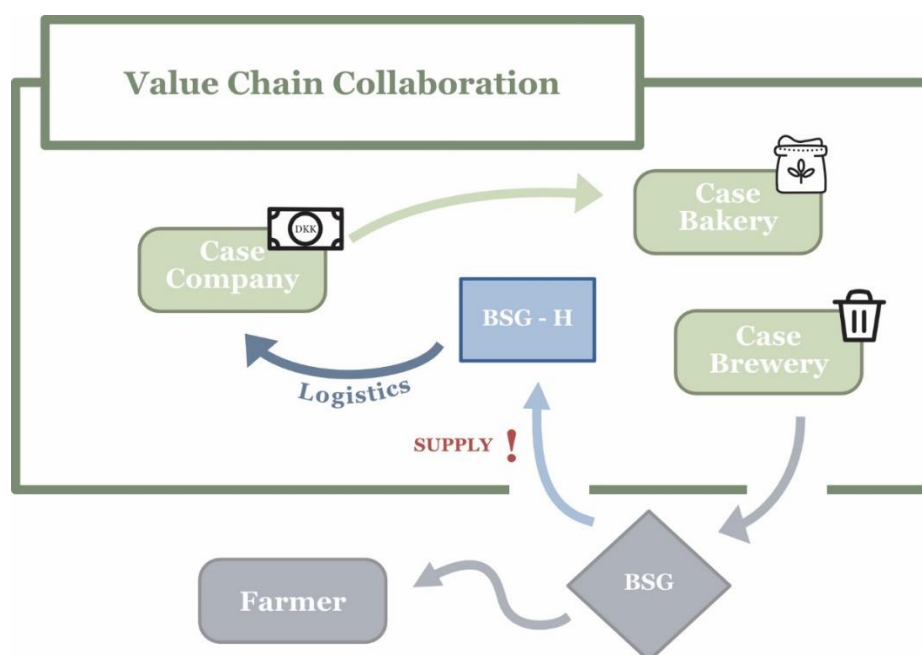 Value Chain Collaboration
DKK
Case
Company
Case
Bakery
BSG - H
Case
Brewery
Logistics
SUPPLY !
BSG
Farmer